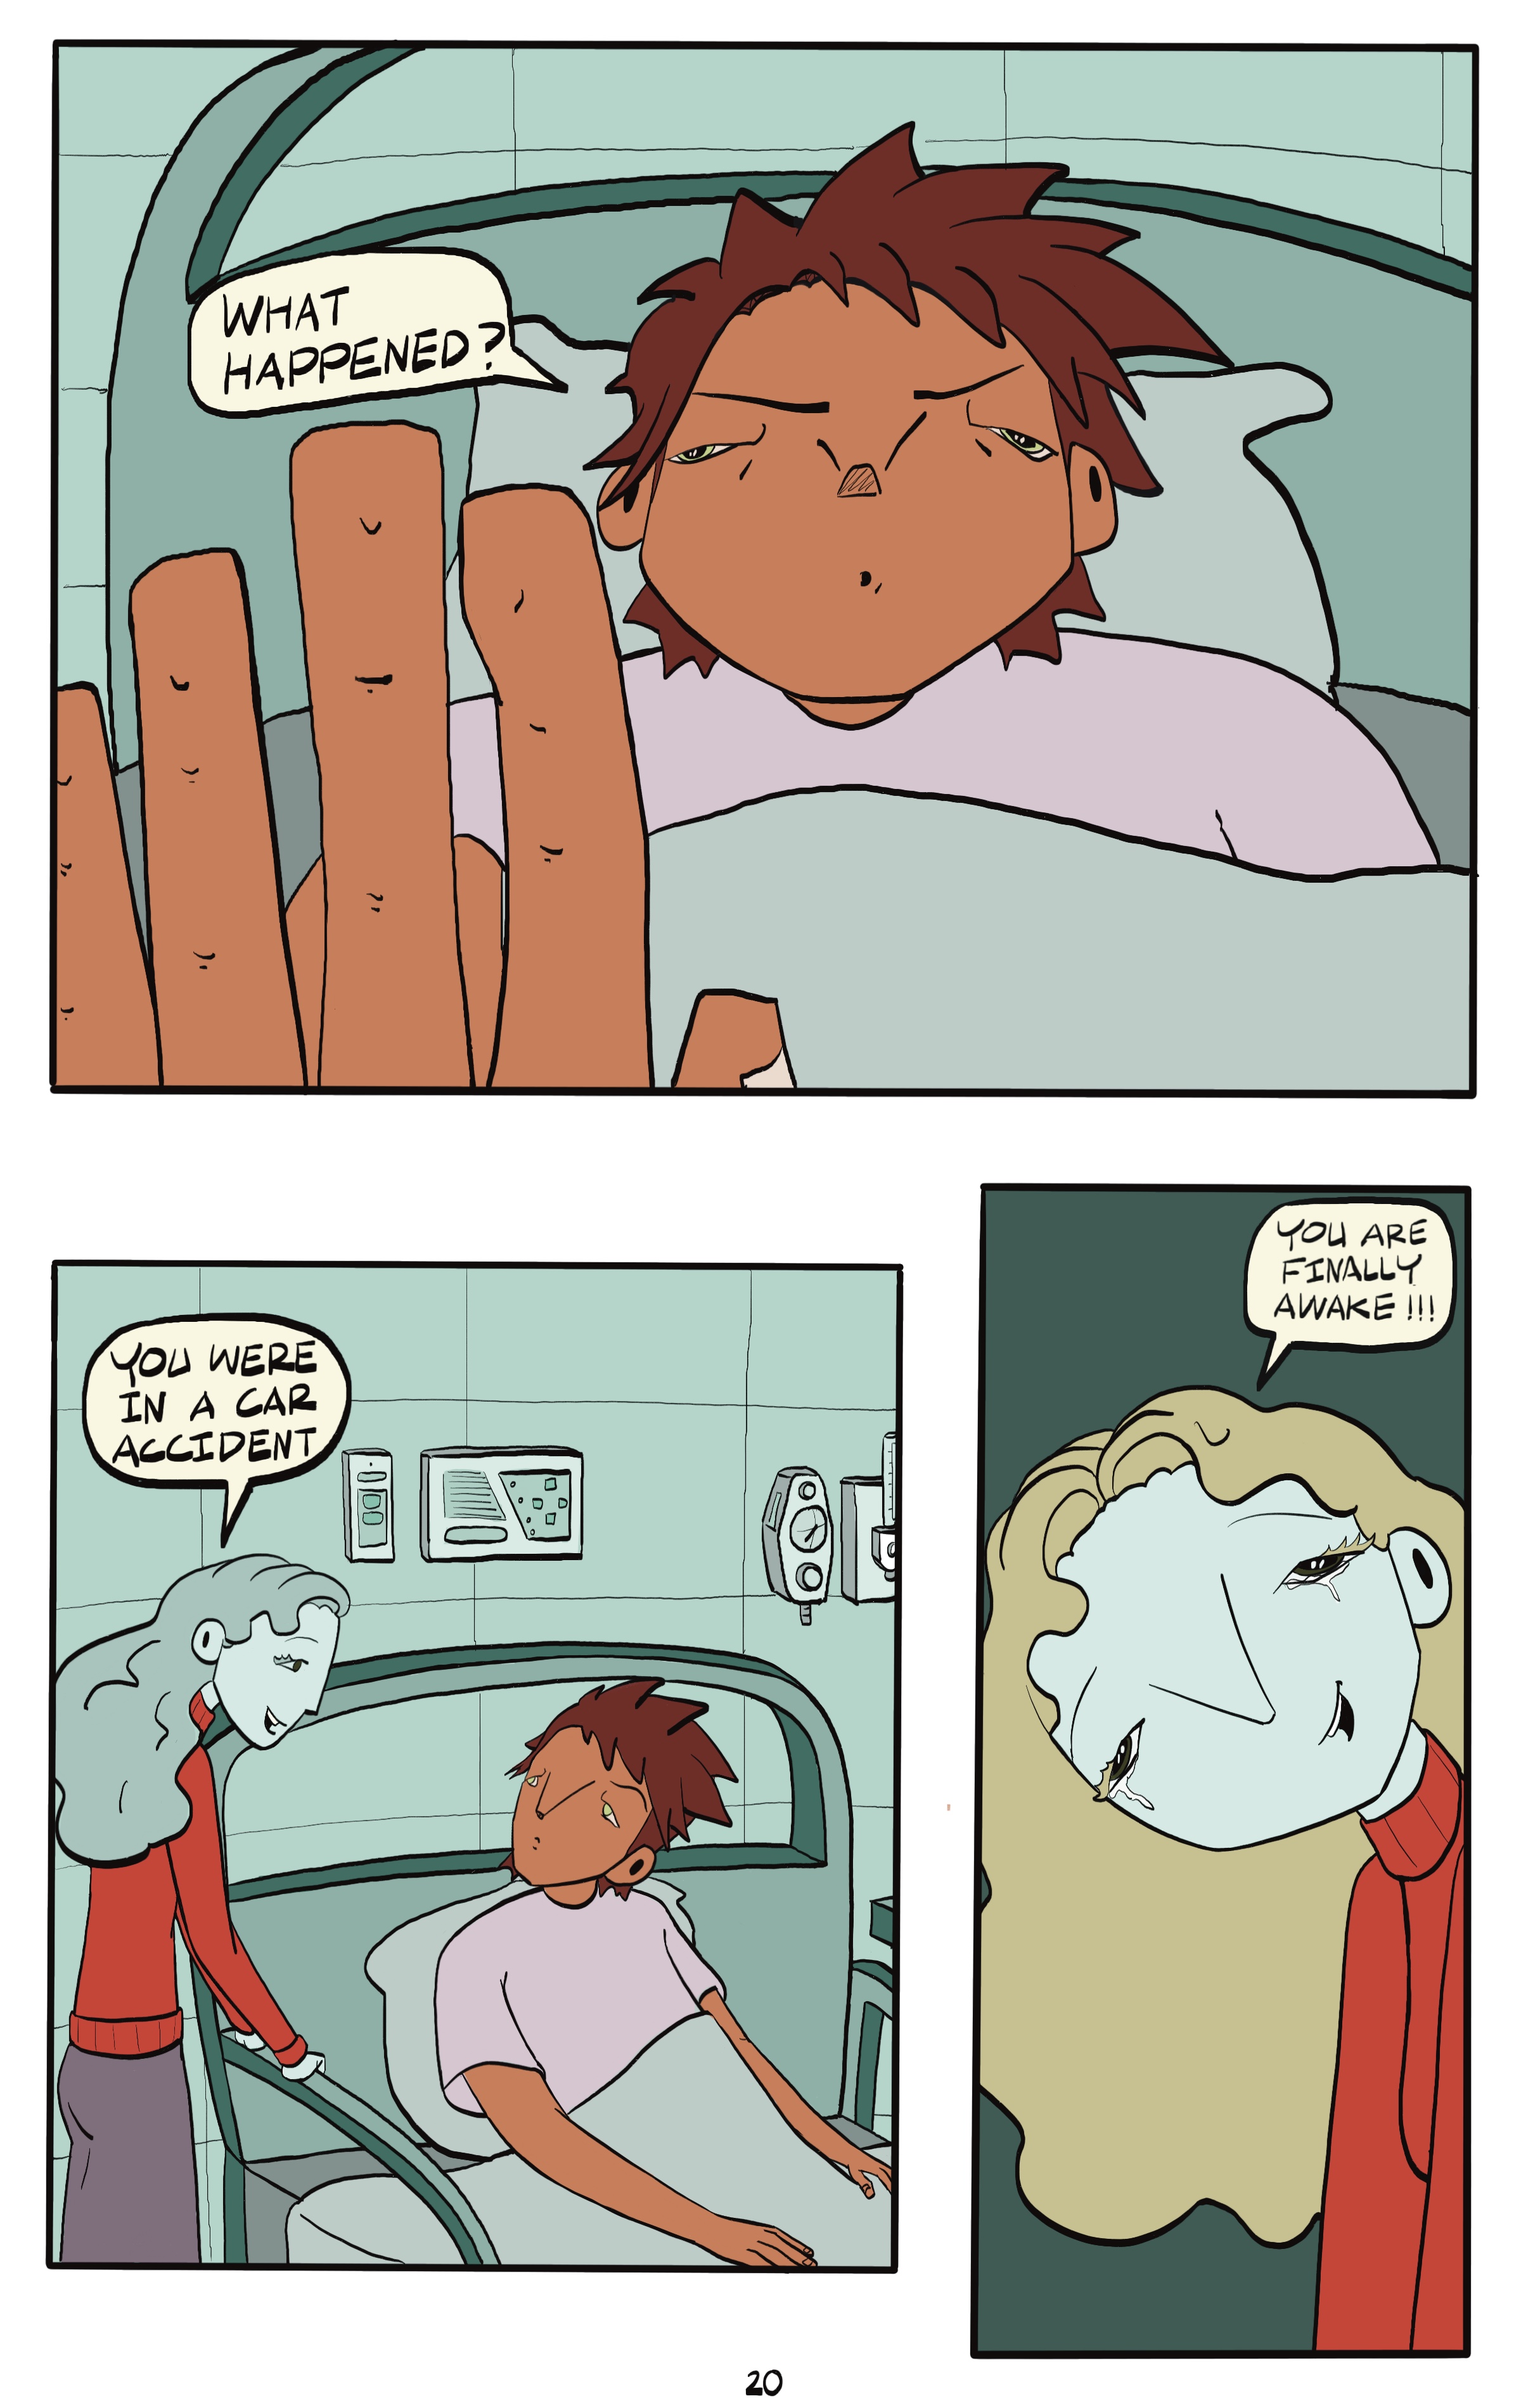 WHAT
HAPPENED?
YOU WERE
IN A CAR
ACCIDENT
YOU ARE
FINALLY
AWAKE!!!
20